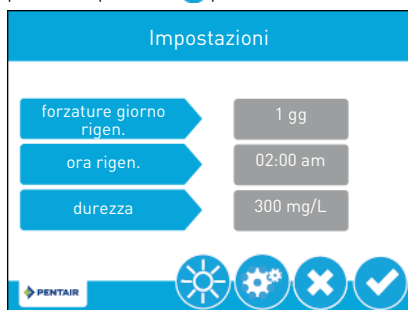 Impostazioni
forzature giorno
rigen.
1 gg
ora rigen.
02:00 am
durezza
300 mg/L
PENTAIR